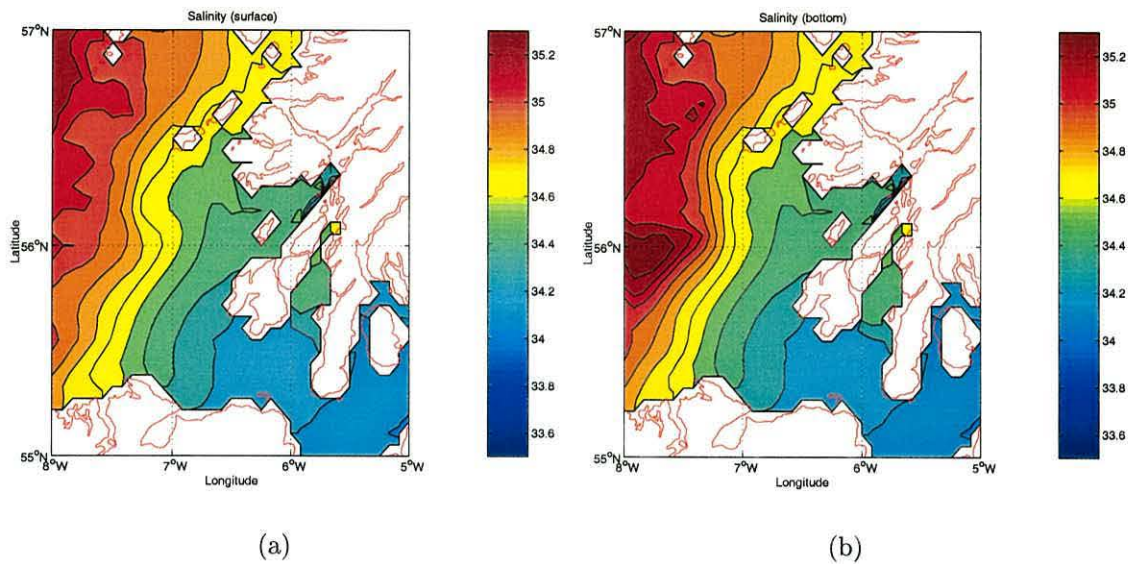 Salinity (surface)
57°N
56°N
55°N
8°W
7°W
6°W
5°W
Latitude
Longitude
35.2
35
34.8
34.6
34.4
34.2
34
33.8
33.6
(a)
Salinity (bottom)
57°N
56°N
55°N
8°W
7°W
6°W
5°W
Latitude
Longitude
35.2
35
34.8
34.6
34.4
34.2
34
33.8
33.6
(b)